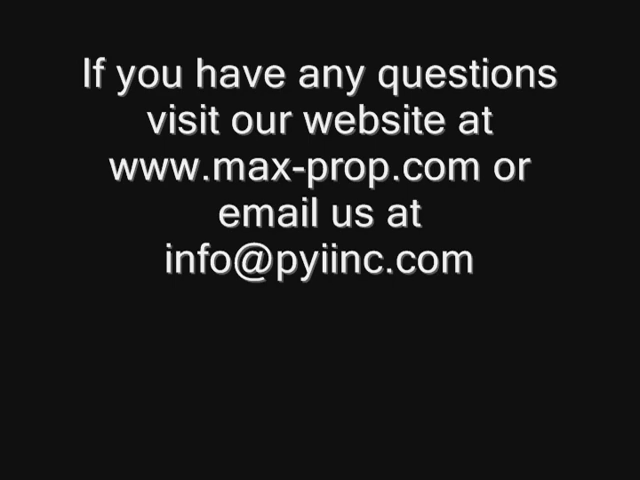 If you have any questions
visit our website at
www.max-prop.com or
email us at
info@pyiinc.com